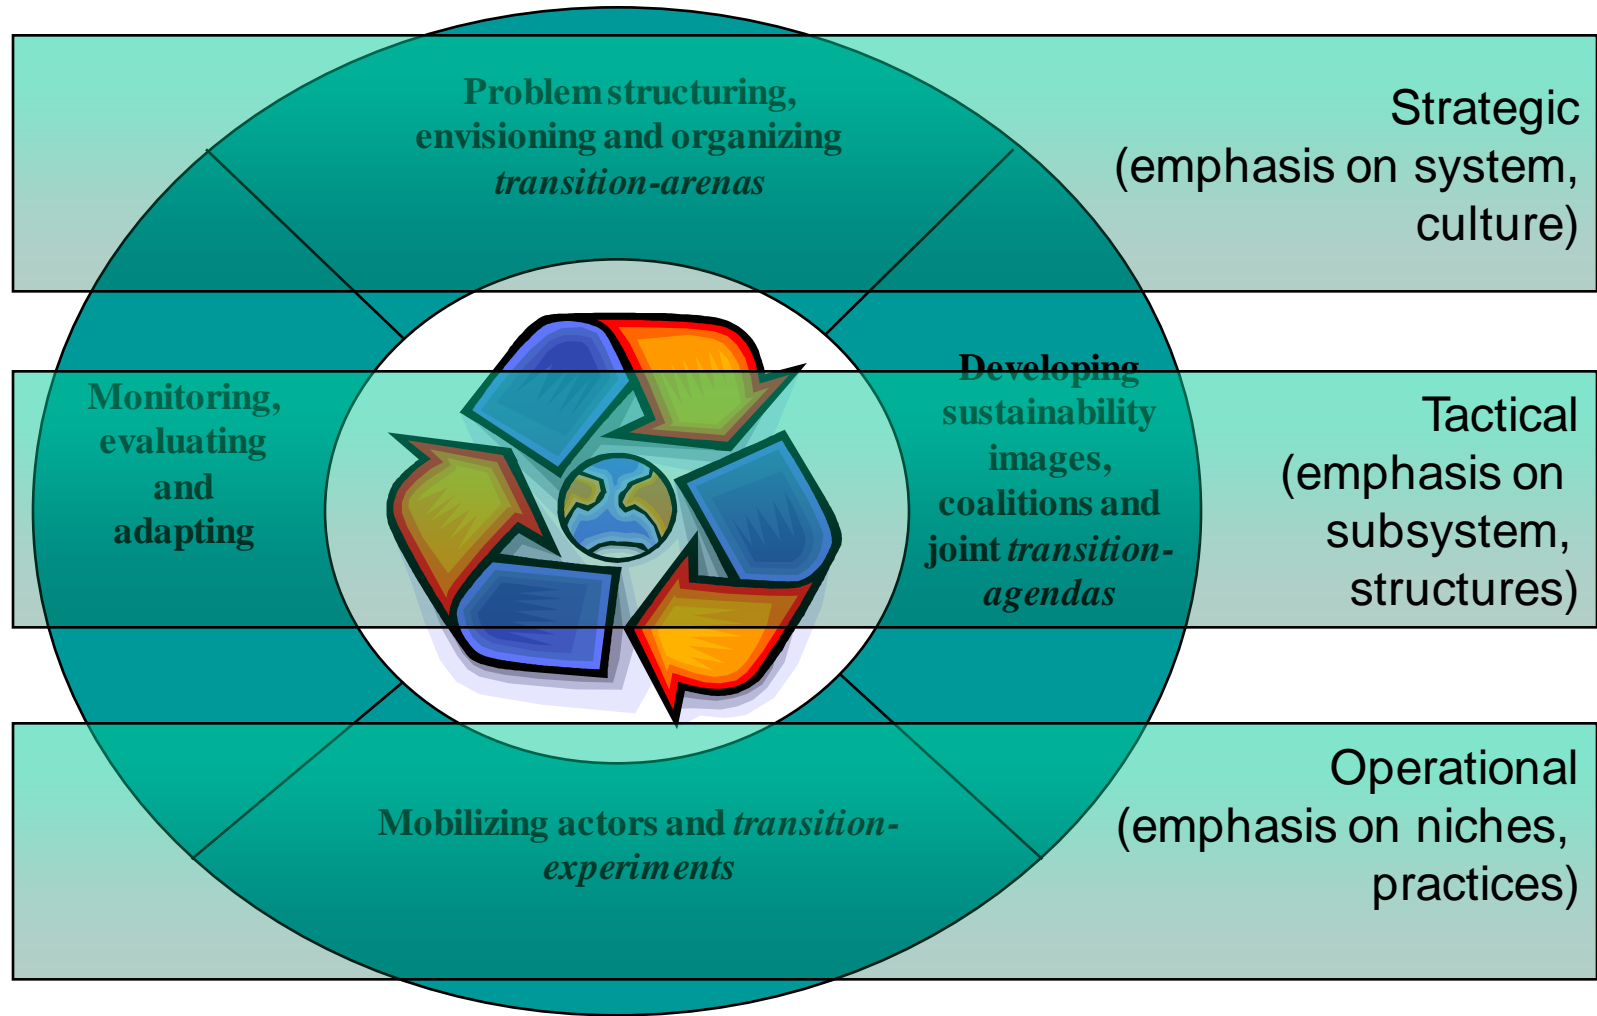 Problem structuring,
envisioning and organizing
transition-arenas
Strategic
(emphasis on system,
culture)
Monitoring,
evaluating
and
adapting
Developing
sustainability
images,
coalitions and
joint transition-
agendas
Tactical
(emphasis on
subsystem,
structures)
Mobilizing actors and transition-
experiments
Operational
(emphasis on niches,
practices)